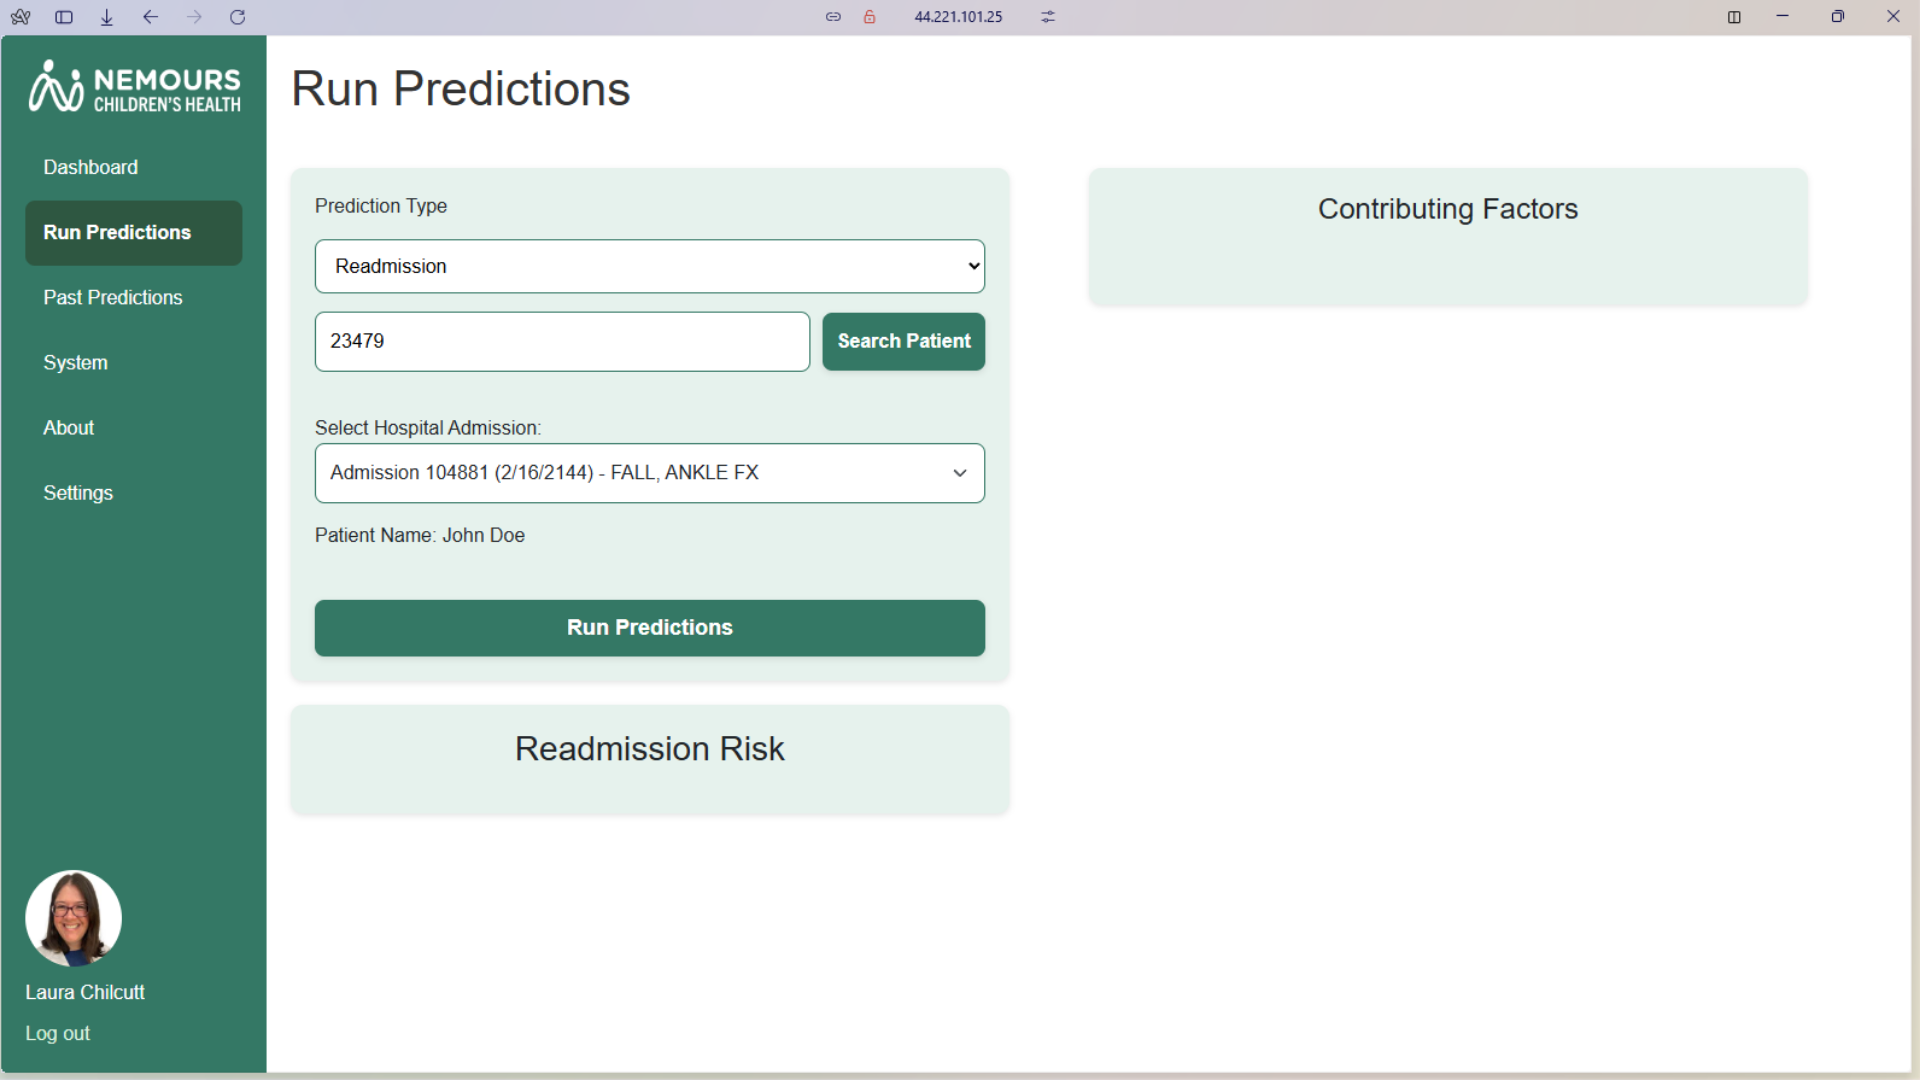 44.221.101.25
NEMOURS
CHILDREN'S HEALTH
Dashboard
Run Predictions
Past Predictions
System
About
Settings
Laura Chilcutt
Log out
Run Predictions
Prediction Type
Readmission
23479
Search Patient
Select Hospital Admission:
Admission 104881 (2/16/2144) - FALL, ANKLE FX
Patient Name: John Doe
Run Predictions
Readmission Risk
Contributing Factors